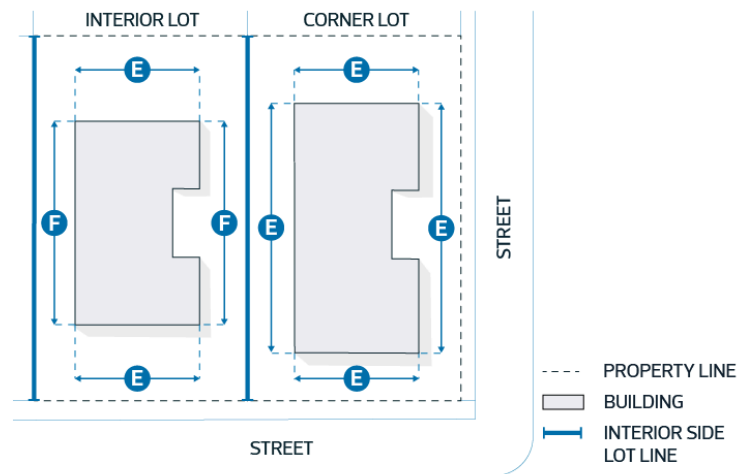 INTERIOR LOT
CORNER LOT
E
E
F
F
E
E
E
E
STREET
STREET
PROPERTY LINE
BUILDING
INTERIOR SIDE
LOT LINE